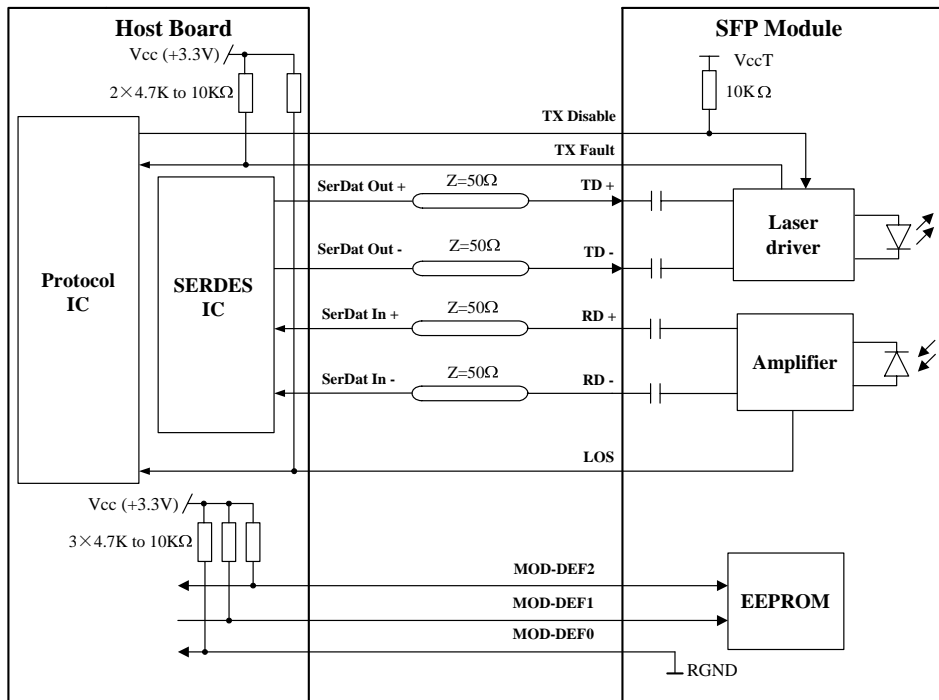 Host Board
SFP Module
Vcc (+3.3V)
VccT
2×4.7K to 10KΩ
10KΩ
TX Disable
TX Fault
SerDat Out +
Z=50Ω
TD +
Laser
driver
SerDat Out -
Z=50Ω
TD -
Protocol
IC
SERDES
IC
SerDat In +
Z=50Ω
RD +
Amplifier
SerDat In -
Z=50Ω
RD -
LOS
Vcc (+3.3V)
3×4.7K to 10KΩ
MOD-DEF2
EEPROM
MOD-DEF1
MOD-DEF0
RGND